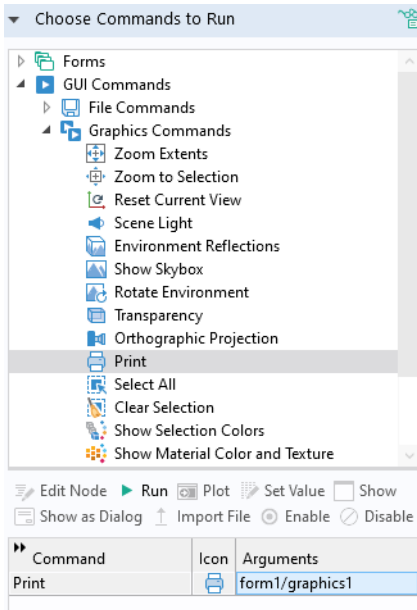 Choose Commands to Run
Forms
GUI Commands
File Commands
Graphics Commands
Zoom Extents
Zoom to Selection
Reset Current View
Scene Light
Environment Reflections
Show Skybox
Rotate Environment
Transparency
Orthographic Projection
Print
Select All
Clear Selection
Show Selection Colors
Show Material Color and Texture
Edit Node Run Plot Set Value Show
Show as Dialog Import File Enable Disable
Command Icon Arguments
Print form1/graphics1